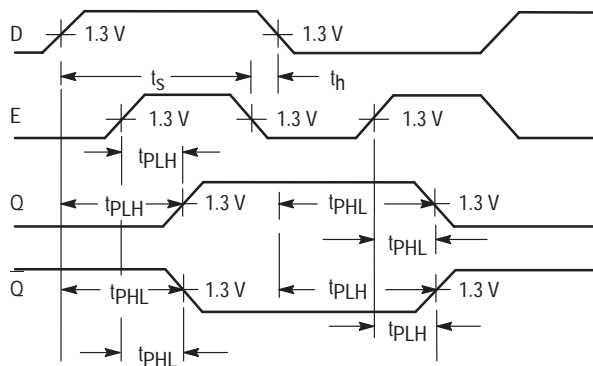 D 1.3 V 1.3 V
ts th
E 1.3 V 1.3 V 1.3 V
tPLH
Q tPLH 1.3 V tPHL 1.3 V
tPHL
Q tPHL 1.3 V tPLH 1.3 V
tPLH
tPHL